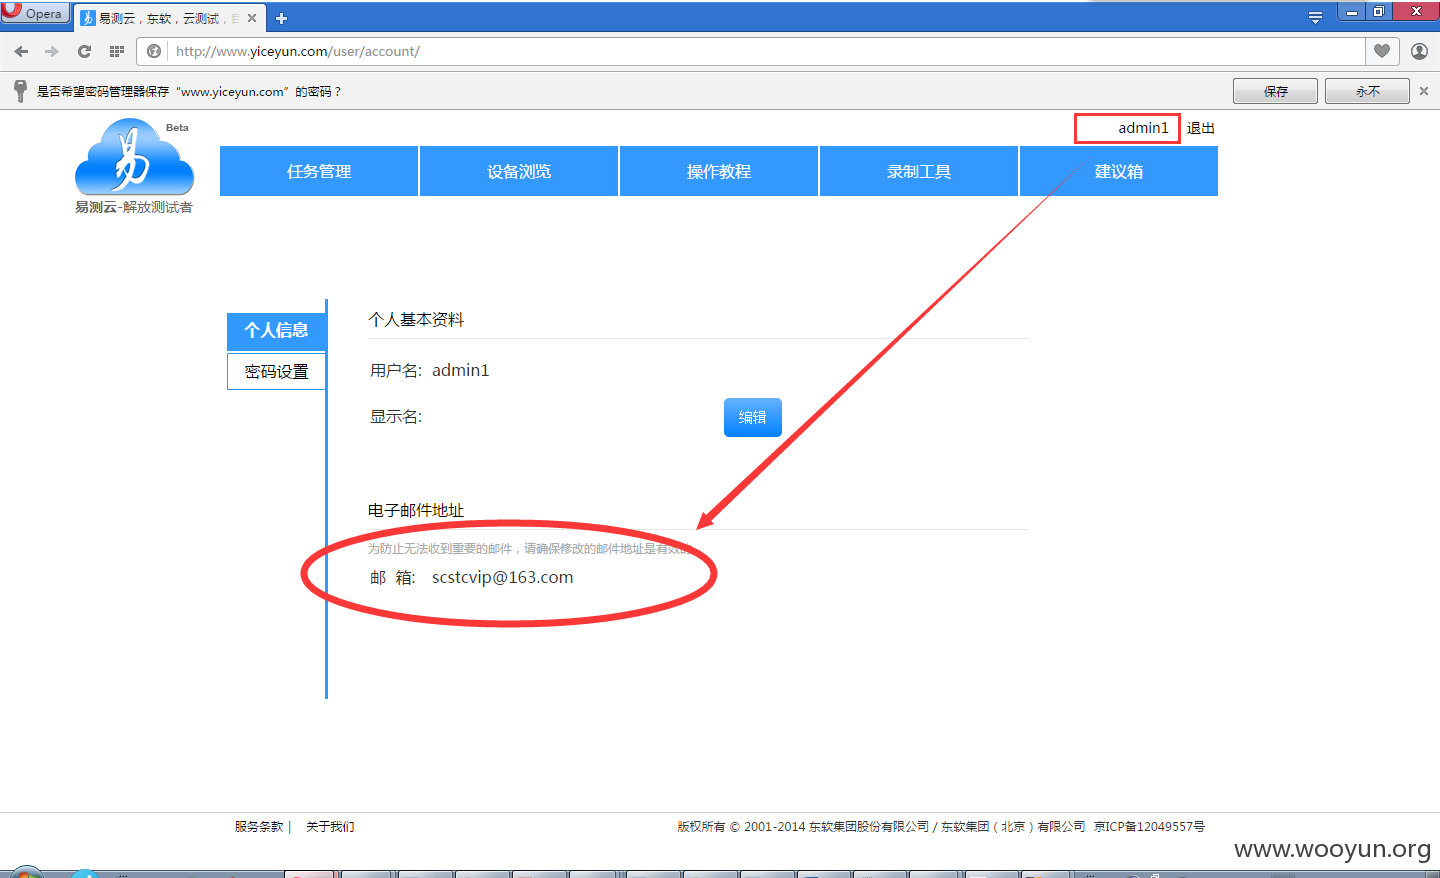 Opera
易测云，东软，云测试，自
http://www.yiceyun.com/user/account/
是否希望密码管理器保存“www.yiceyun.com”的密码？
保存
永不
Beta
易
易测云-解放测试者
admin1 退出
任务管理
设备浏览
操作教程
录制工具
建议箱
个人信息
密码设置
个人基本资料
用户名: admin1
显示名:
编辑
电子邮件地址
为防止无法收到重要的邮件，请确保修改的邮件地址是有效的
邮 箱: scstcvip@163.com
服务条款 | 关于我们
版权所有 © 2001-2014 东软集团股份有限公司 / 东软集团（北京）有限公司 京ICP备12049557号
www.wooyun.org